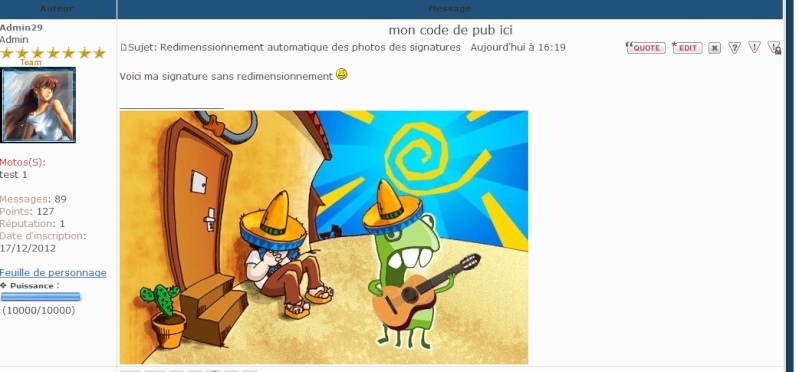 Auteur
Message
Admin29
Admin
Team
Motos(S):
test 1
Messages: 89
Points: 127
Réputation: 1
Date d'inscription:
17/12/2012
Feuille de personnage
❖ Puissance :
(10000/10000)
mon code de pub ici
Sujet: Redimenssionnement automatique des photos des signatures Aujourd'hui à 16:19
QUOTE EDIT
Voici ma signature sans redimensionnement